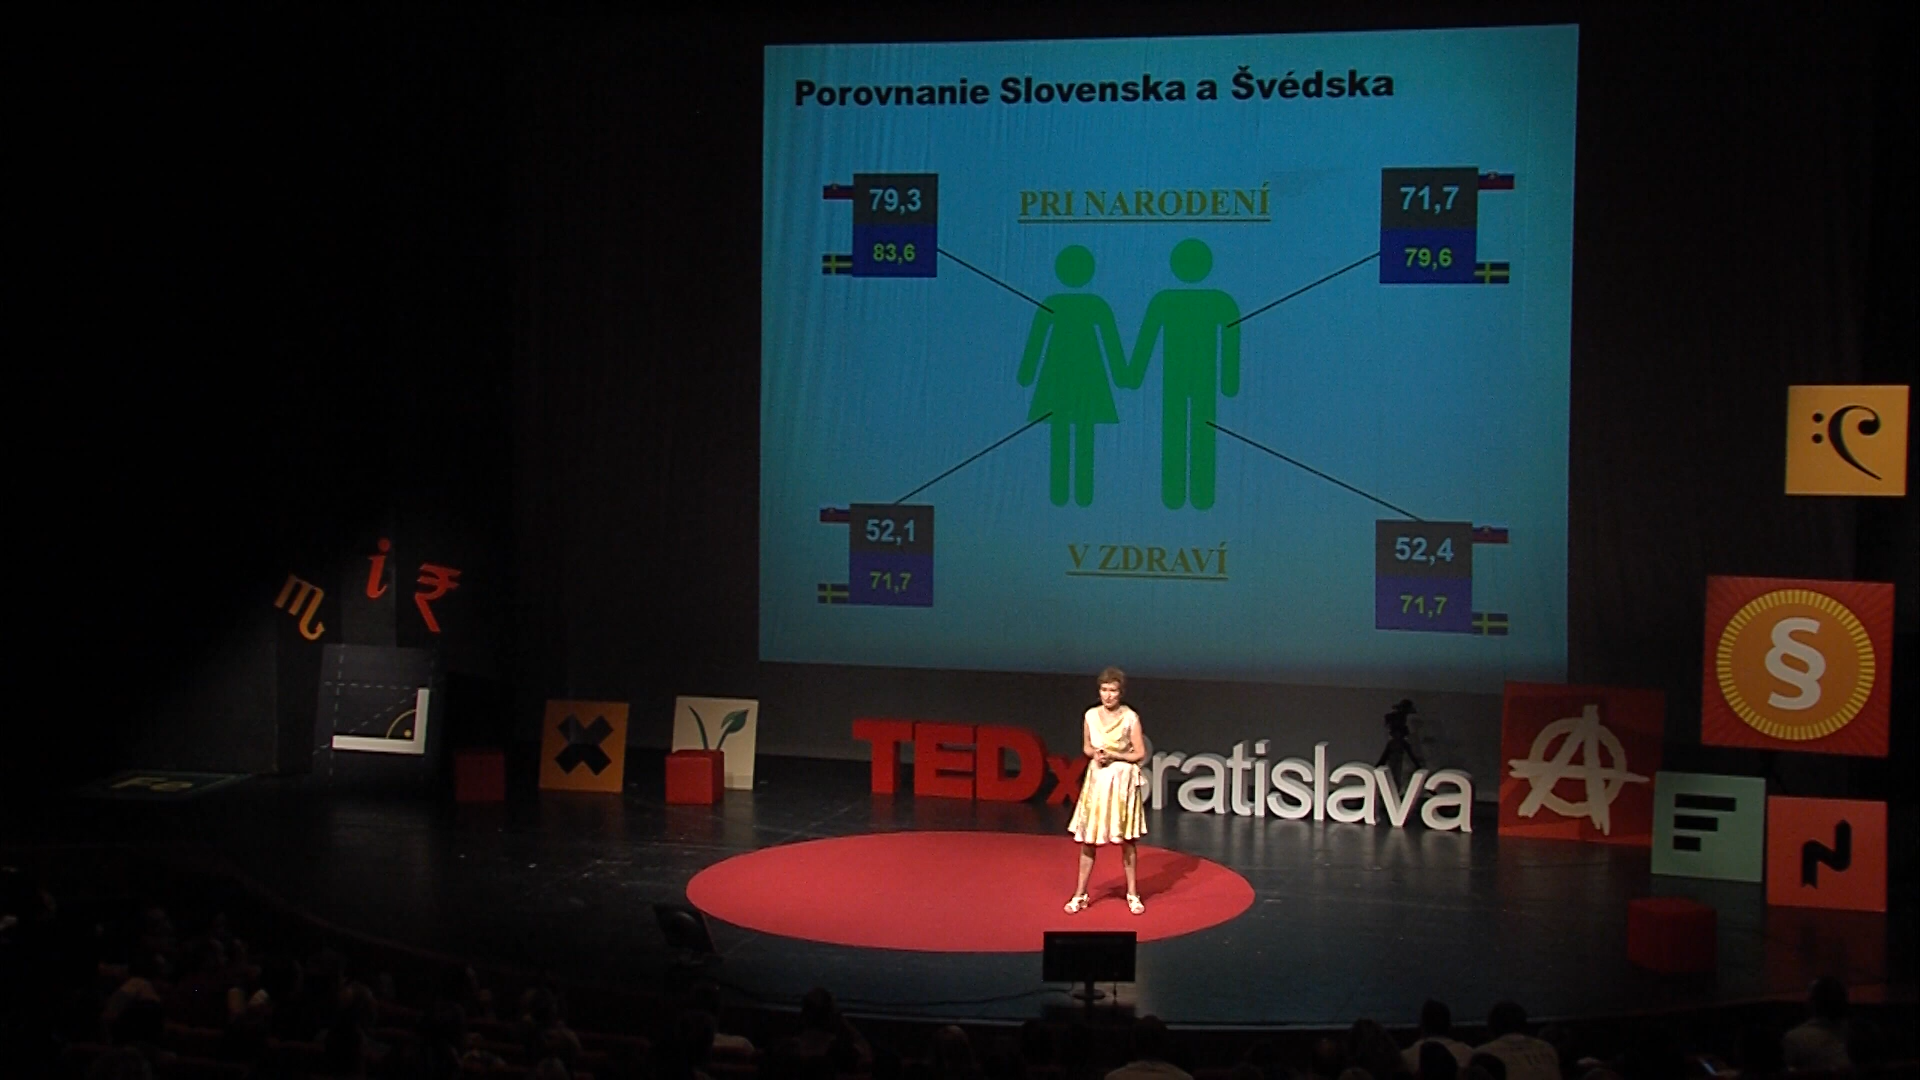 Porovnanie Slovenska a Švédska
79,3
83,6
PRI NARODENÍ
71,7
79,6
52,1
71,7
V ZDRAVÍ
52,4
71,7
m i ₹
§
Fe
TEDxBratislava